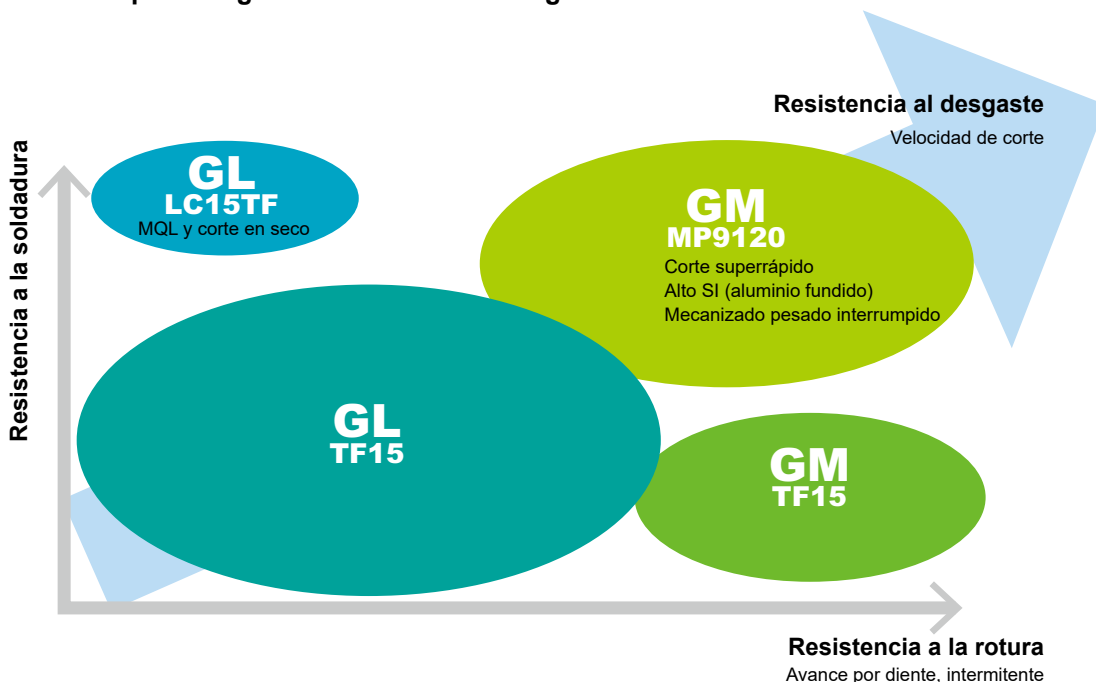 Resistencia al desgaste
Velocidad de corte
Resistencia a la soldadura
GL
LC15TF
MQL y corte en seco
GM
MP9120
Corte superrápido
Alto SI (aluminio fundido)
Mecanizado pesado interrumpido
GL
TF15
GM
TF15
Resistencia a la rotura
Avance por diente, intermitente